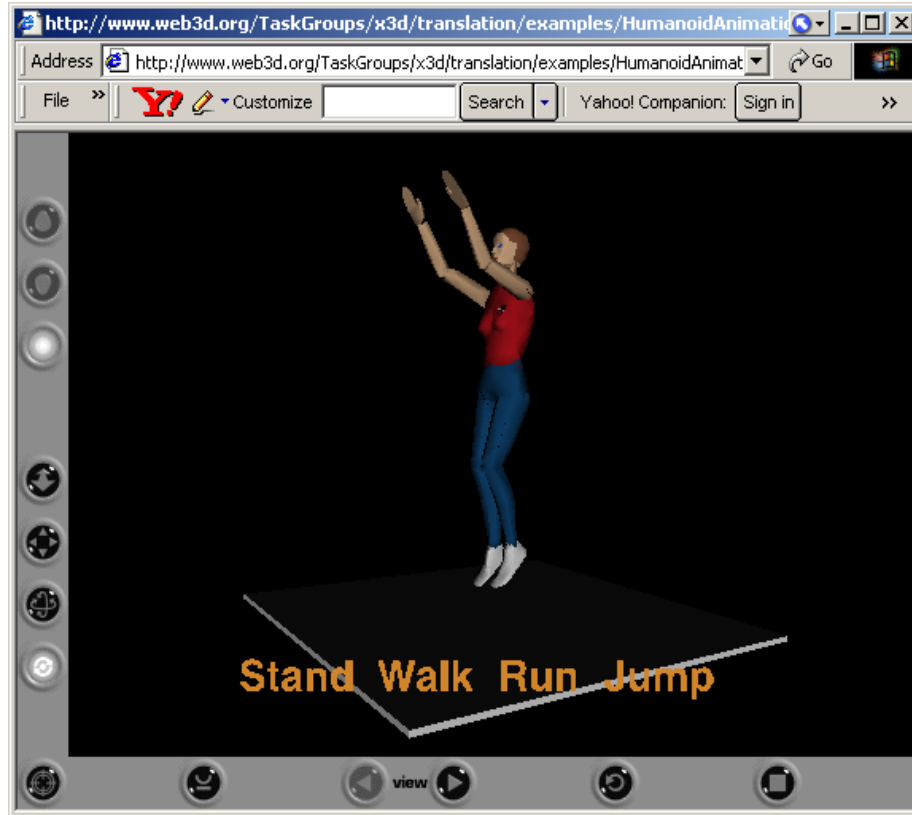 http://www.web3d.org/TaskGroups/x3d/translation/examples/HumanoidAnimatio
Address http://www.web3d.org/TaskGroups/x3d/translation/examples/HumanoidAnimat Go
File » Y! Customize Search Yahoo! Companion: Sign in »
Stand Walk Run Jump
view